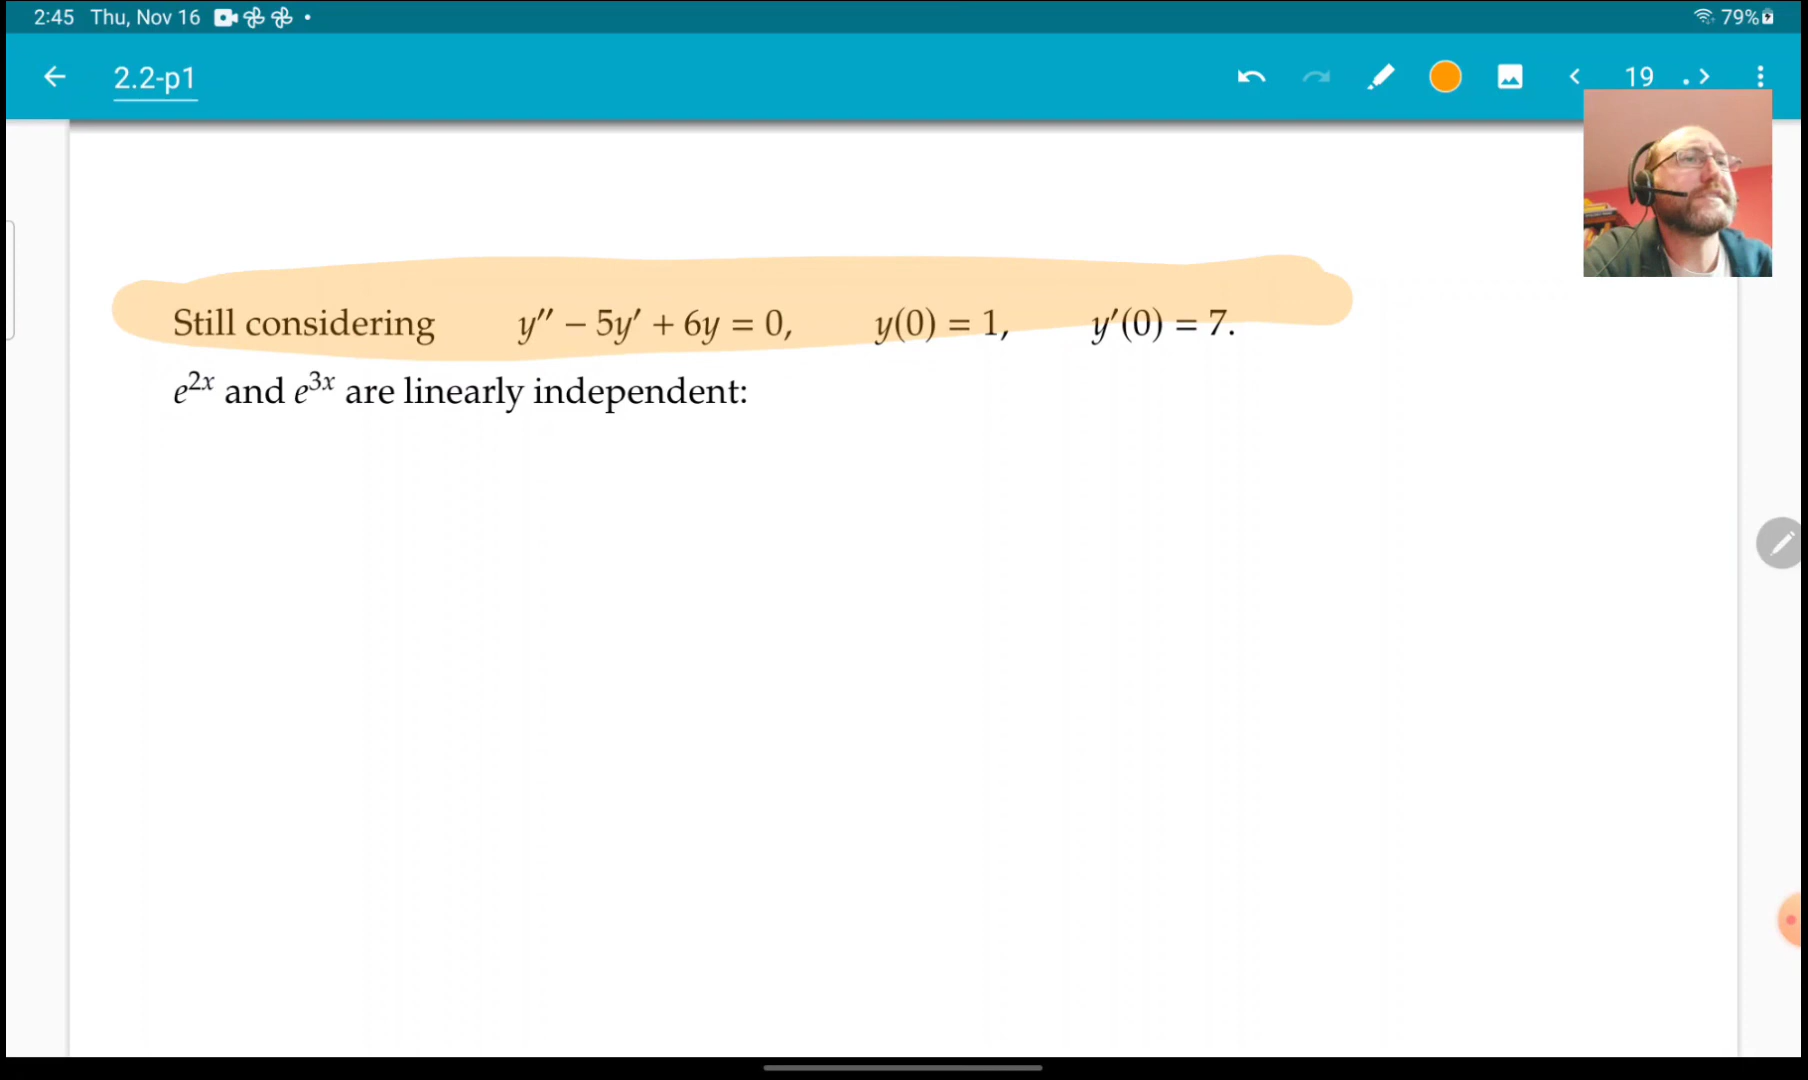 2:45 Thu, Nov 16 79%
2.2-p1 19
Still considering y″ − 5y′ + 6y = 0, y(0) = 1, y′(0) = 7.
e^{2x} and e^{3x} are linearly independent: